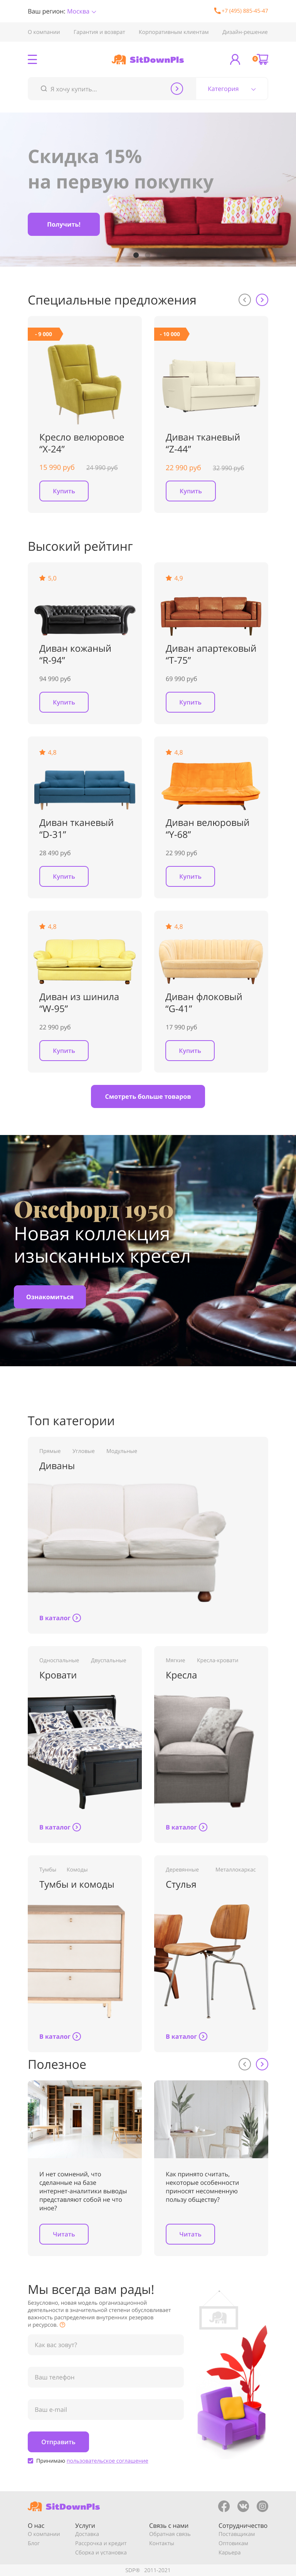 Ваш регион: Москва
+7 (495) 885-45-47
О компании Гарантия и возврат Корпоративным клиентам Дизайн-решение
SitDownPls
0
Я хочу купить...
Категория
Скидка 15%
на первую покупку
Получить!
Специальные предложения
- 9 000
Кресло велюровое
“X-24”
15 990 руб 24 990 руб
Купить
- 10 000
Диван тканевый
“Z-44”
22 990 руб 32 990 руб
Купить
Высокий рейтинг
5,0
Диван кожаный
“R-94”
94 990 руб
Купить
4,9
Диван апартековый
“T-75”
69 990 руб
Купить
4,8
Диван тканевый
“D-31”
28 490 руб
Купить
4,8
Диван велюровый
“Y-68”
22 990 руб
Купить
4,8
Диван из шинила
“W-95”
22 990 руб
Купить
4,8
Диван флоковый
“G-41”
17 990 руб
Купить
Смотреть больше товаров
Оксфорд 1950
Новая коллекция
изысканных кресел
Ознакомиться
Топ категории
Прямые Угловые Модульные
Диваны
В каталог
Односпальные Двуспальные
Кровати
В каталог
Мягкие Кресла-кровати
Кресла
В каталог
Тумбы Комоды
Тумбы и комоды
В каталог
Деревянные Металлокаркас
Стулья
В каталог
Полезное
И нет сомнений, что
сделанные на базе
интернет-аналитики выводы
представляют собой не что
иное?
Читать
Как принято считать,
некоторые особенности
приносят несомненную
пользу обществу?
Читать
Мы всегда вам рады!
Безусловно, новая модель организационной
деятельности в значительной степени обусловливает
важность распределения внутренних резервов
и ресурсов.
Как вас зовут?
Ваш телефон
Ваш e-mail
Отправить
Принимаю пользовательское соглашение
SitDownPls
О нас
О компании
Блог
Услуги
Доставка
Рассрочка и кредит
Сборка и установка
Связь с нами
Обратная связь
Контакты
Сотрудничество
Поставщикам
Оптовикам
Карьера
SDP® 2011-2021